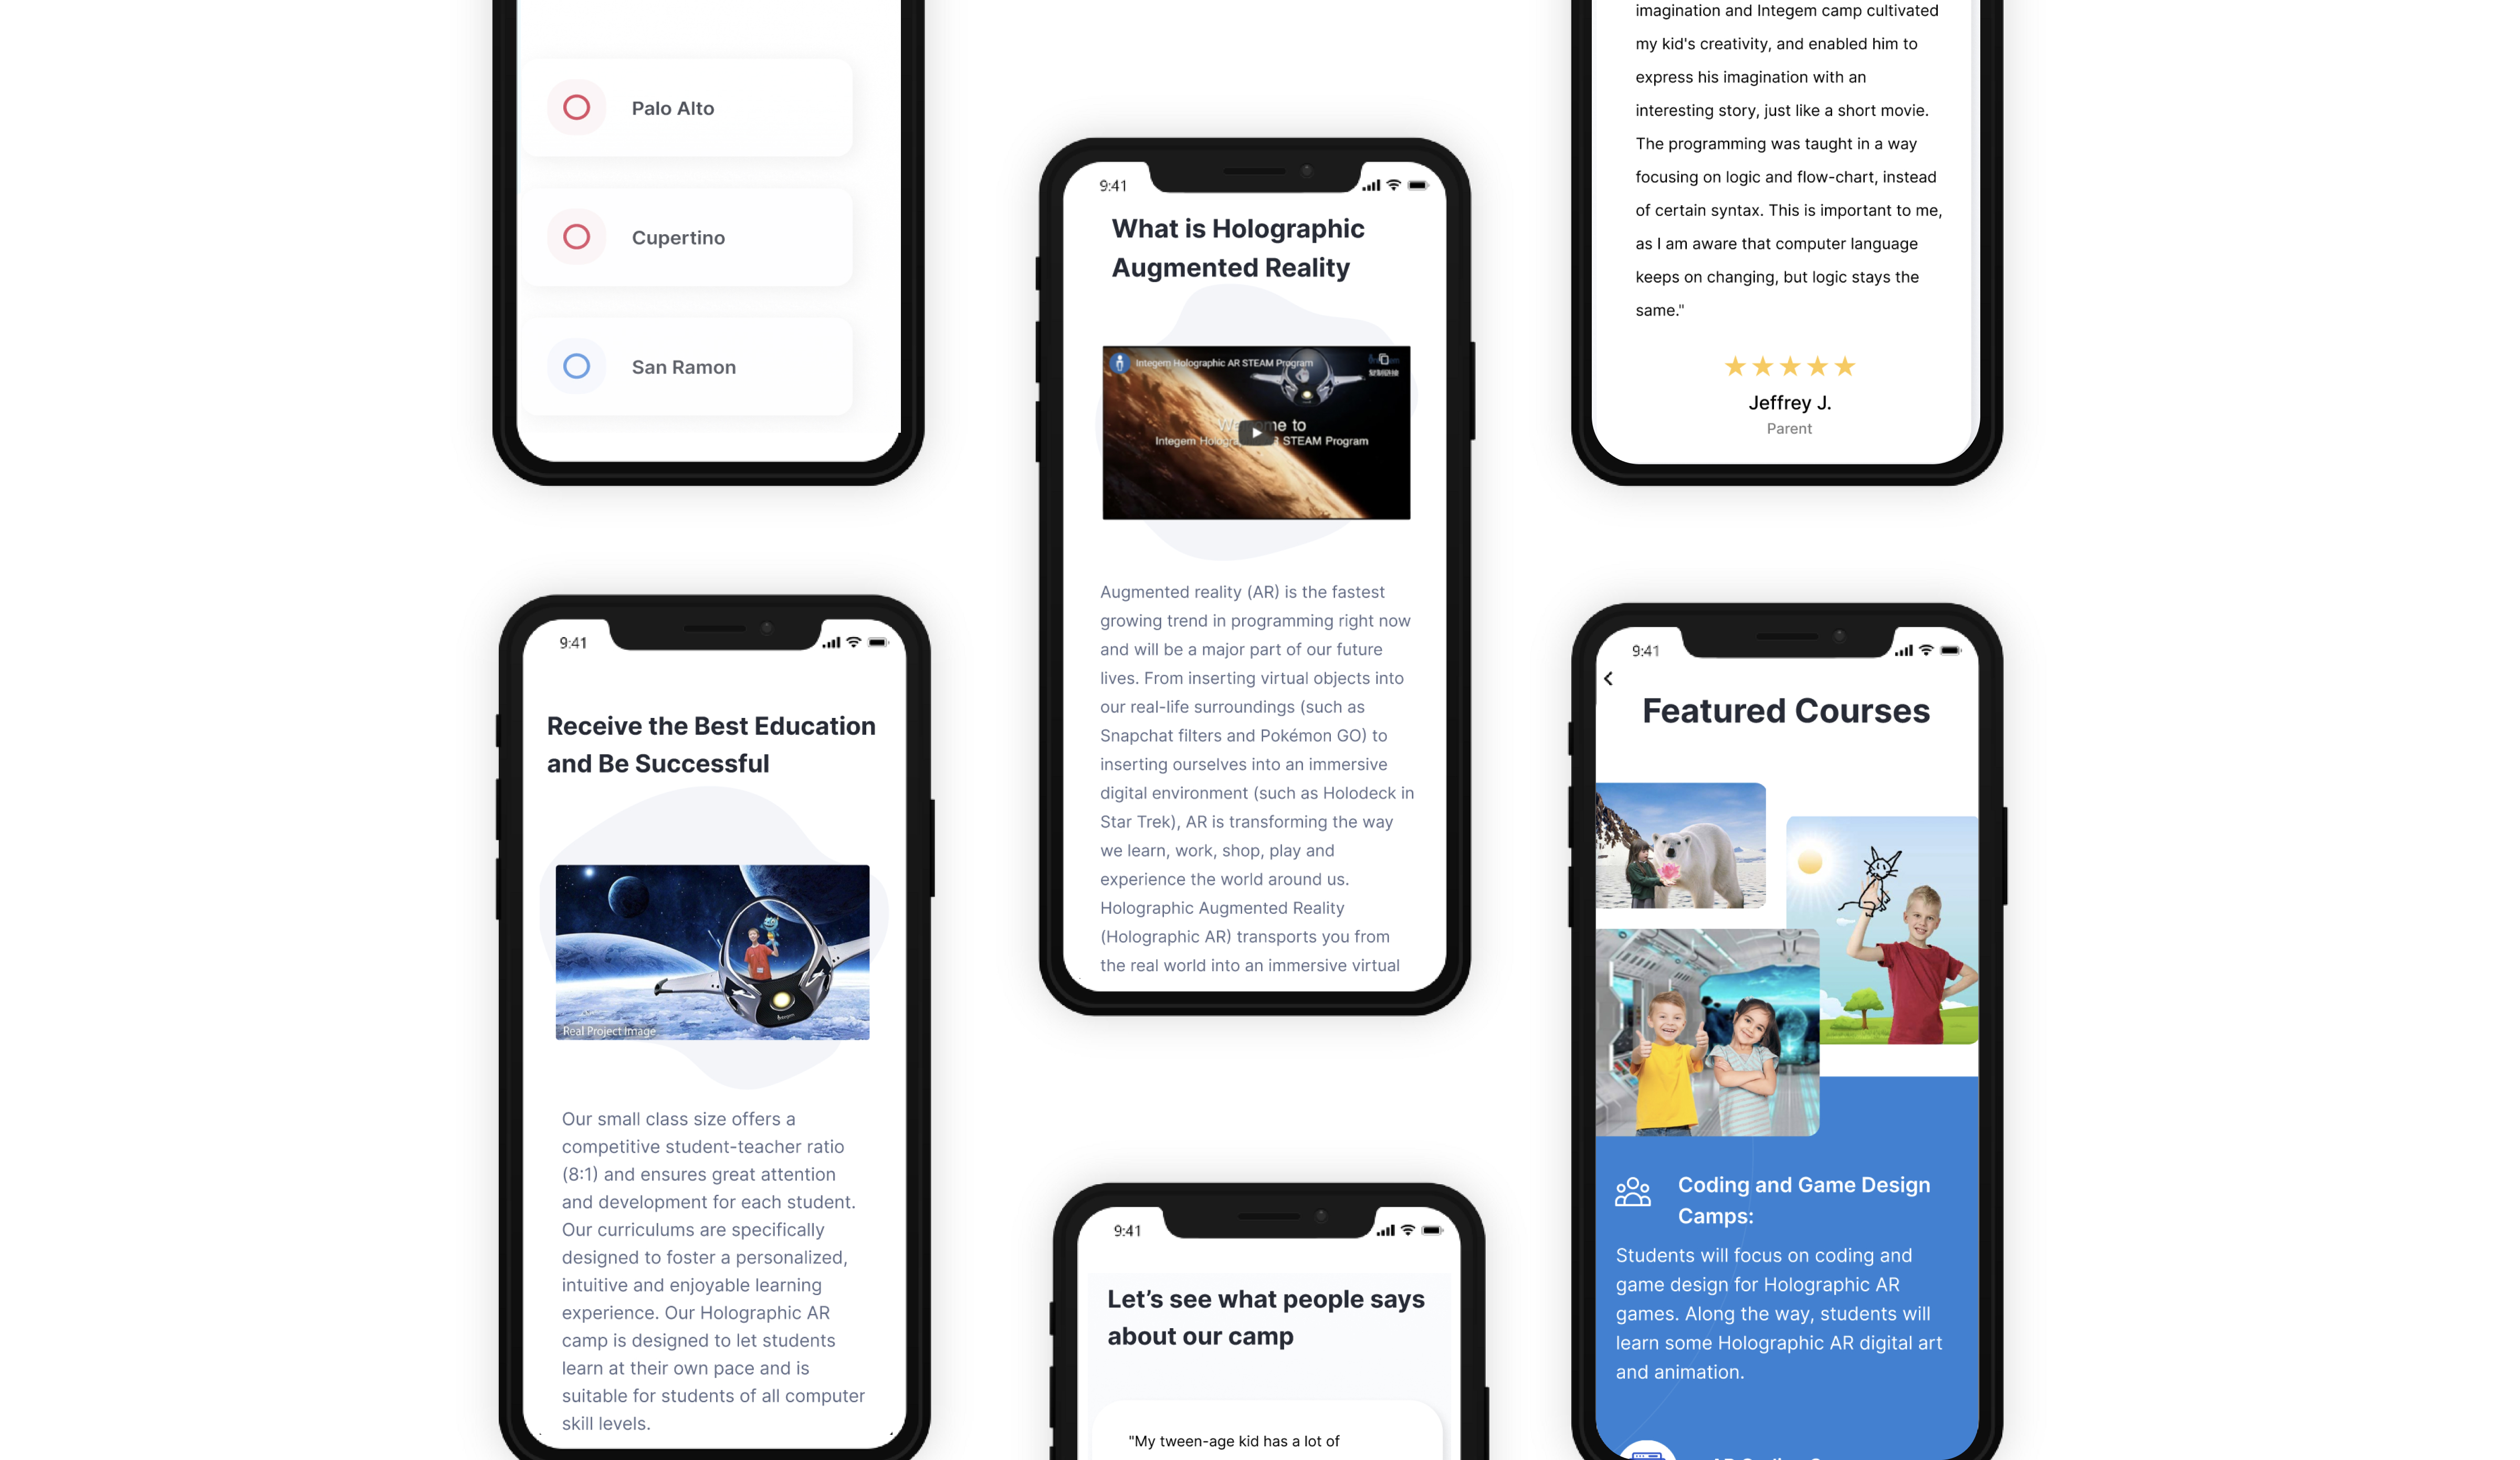 Palo Alto
Cupertino
San Ramon
9:41
Receive the Best Education
and Be Successful
Real Project Image
Our small class size offers a
competitive student-teacher ratio
(8:1) and ensures great attention
and development for each student.
Our curriculums are specifically
designed to foster a personalized,
intuitive and enjoyable learning
experience. Our Holographic AR
camp is designed to let students
learn at their own pace and is
suitable for students of all computer
skill levels.
9:41
What is Holographic
Augmented Reality
Integem Holographic AR STEAM Program
复制链接
me to
Integem STEAM Program
Augmented reality (AR) is the fastest
growing trend in programming right now
and will be a major part of our future
lives. From inserting virtual objects into
our real-life surroundings (such as
Snapchat filters and Pokémon GO) to
inserting ourselves into an immersive
digital environment (such as Holodeck in
Star Trek), AR is transforming the way
we learn, work, shop, play and
experience the world around us.
Holographic Augmented Reality
(Holographic AR) transports you from
the real world into an immersive virtual
9:41
Let’s see what people says
about our camp
"My tween-age kid has a lot of
imagination and Integem camp cultivated
my kid's creativity, and enabled him to
express his imagination with an
interesting story, just like a short movie.
The programming was taught in a way
focusing on logic and flow-chart, instead
of certain syntax. This is important to me,
as I am aware that computer language
keeps on changing, but logic stays the
same."
Jeffrey J.
Parent
9:41
Featured Courses
Coding and Game Design
Camps:
Students will focus on coding and
game design for Holographic AR
games. Along the way, students will
learn some Holographic AR digital art
and animation.